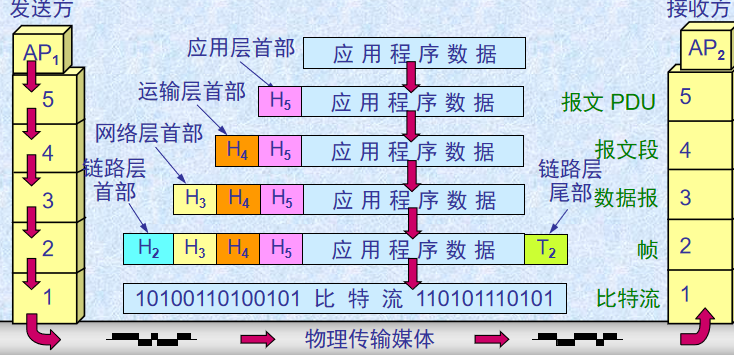 发送方
接收方
AP1
应用层首部
应用程序数据
AP2
5
运输层首部
H5
应用程序数据
报文 PDU
5
网络层首部
4
H4
H5
应用程序数据
报文段
4
链路层
首部
3
H3
H4
H5
应用程序数据
链路层
尾部
数据报
3
2
H2
H3
H4
H5
应用程序数据
T2
帧
2
1
10100110100101 比特流 110101110101
比特流
1
物理传输媒体